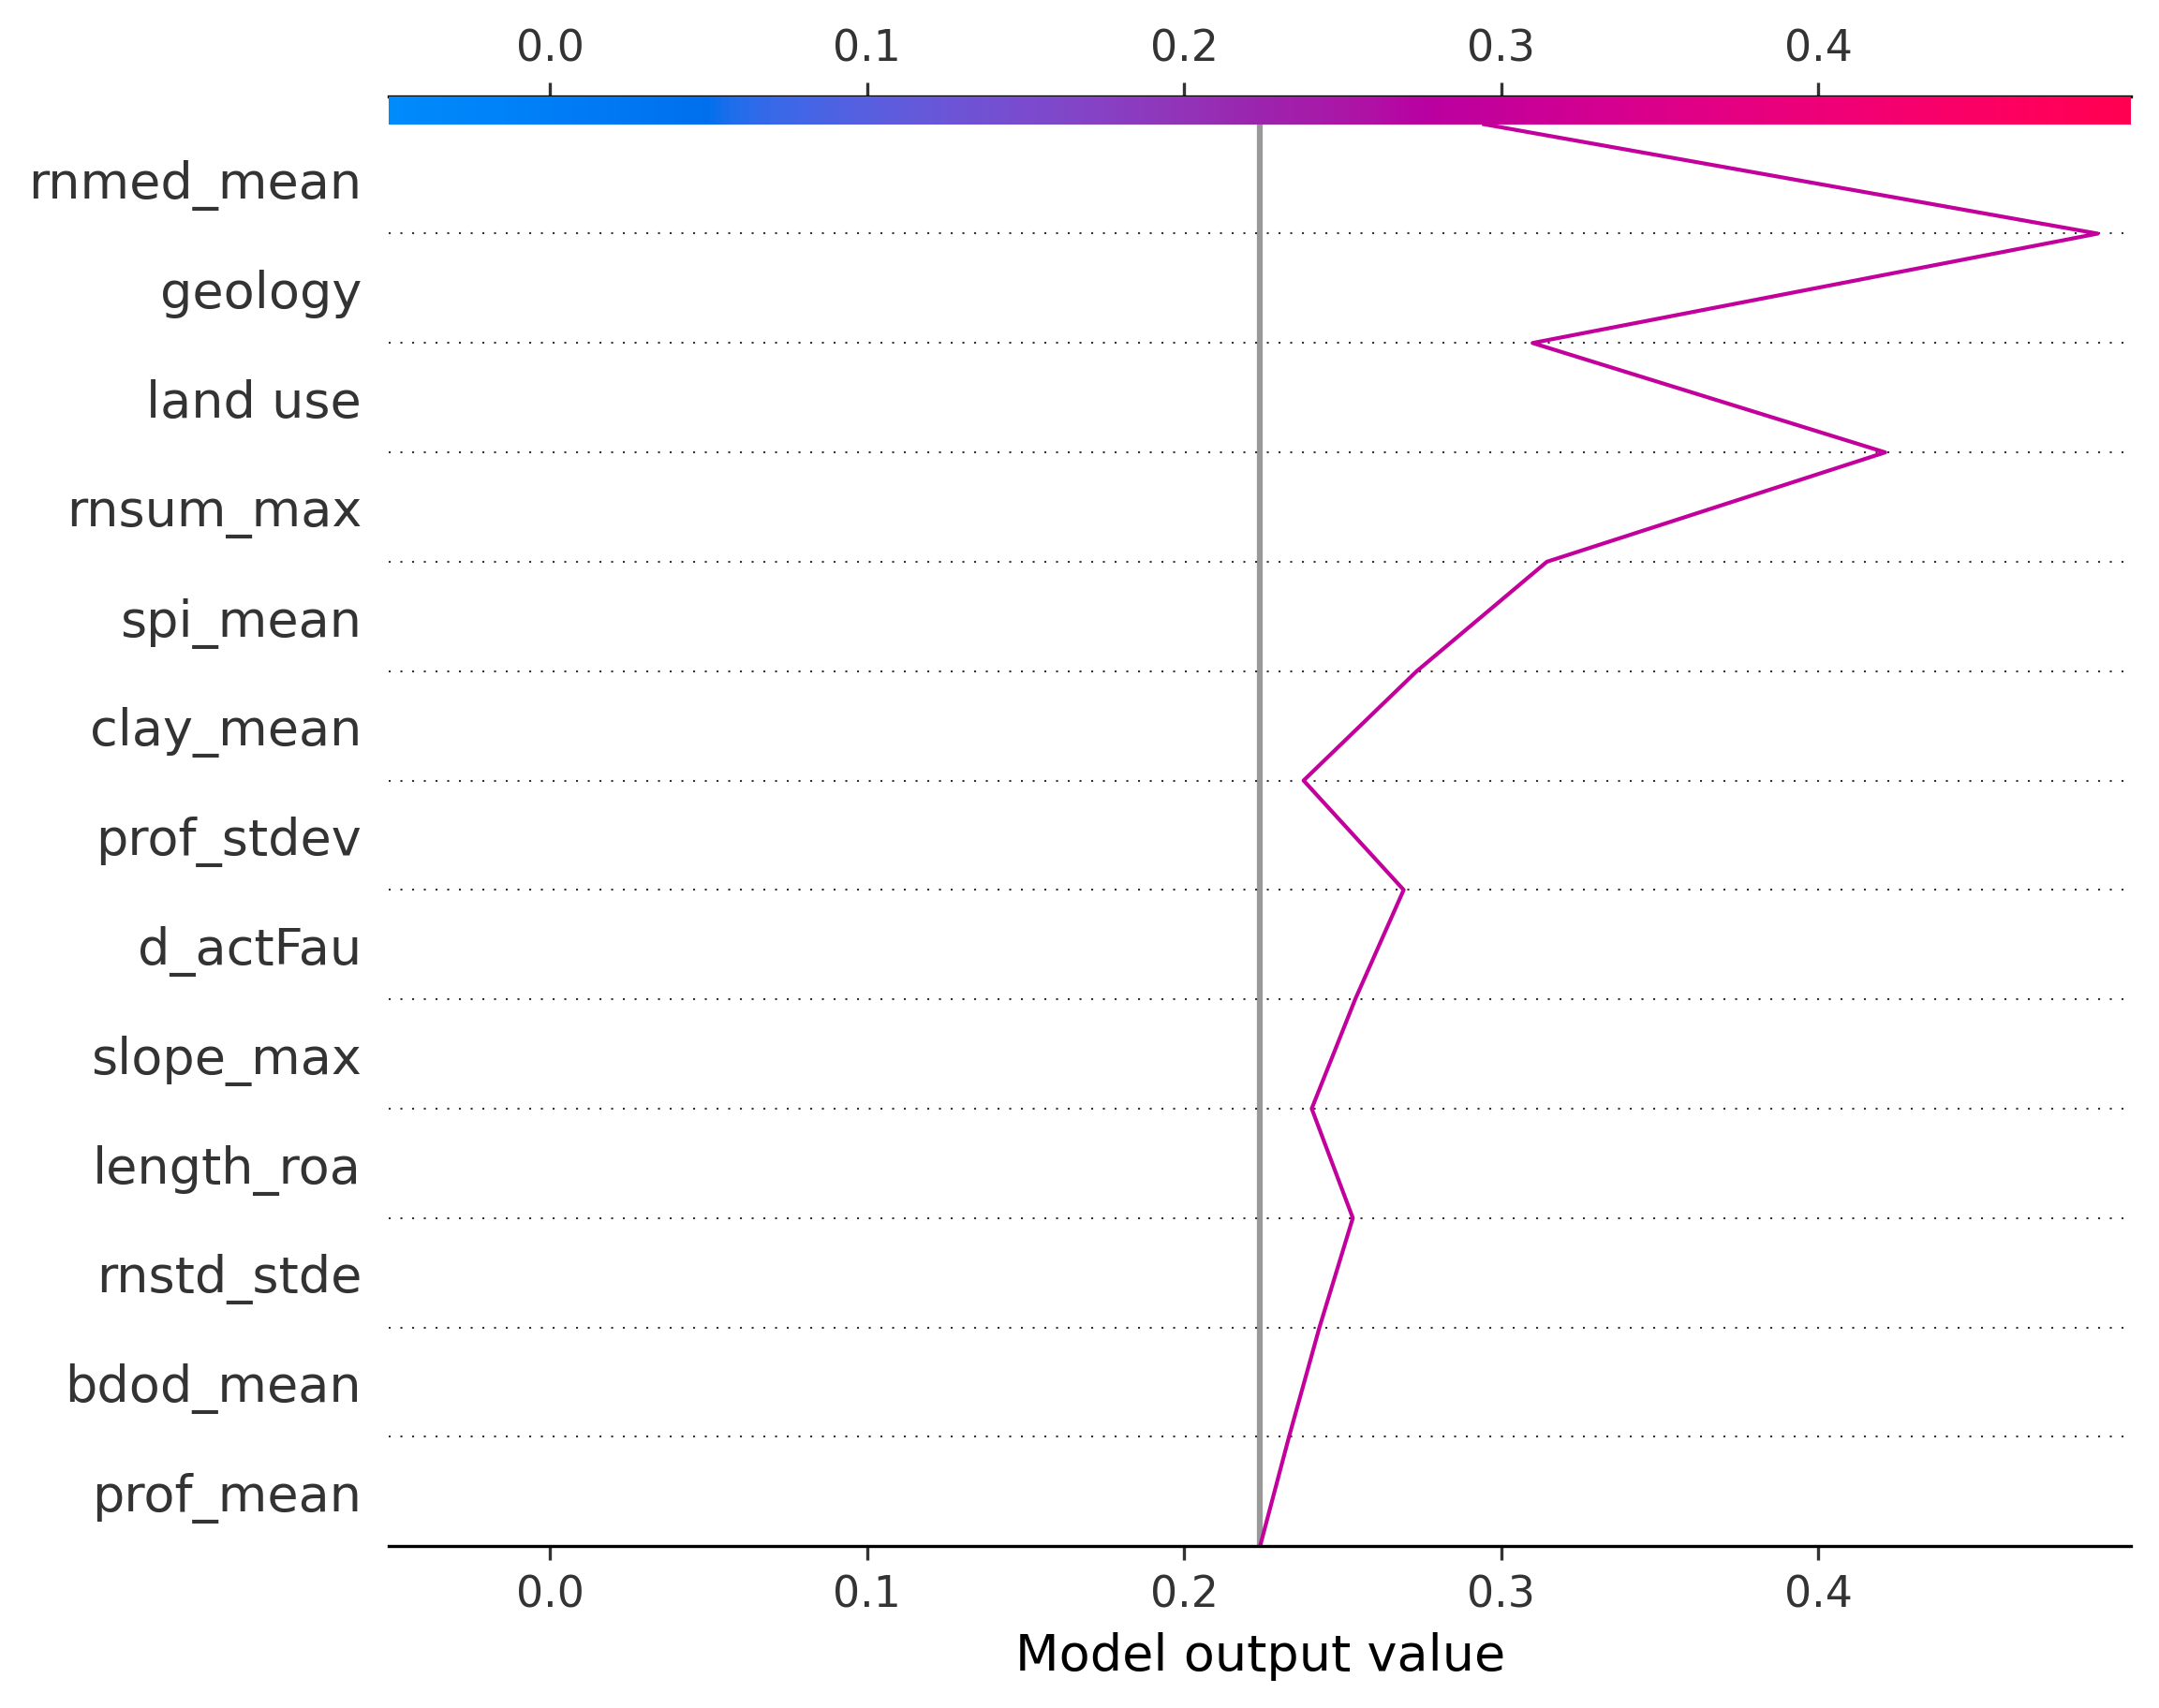 0.0 0.1 0.2 0.3 0.4
rnmed_mean
geology
land use
rnsum_max
spi_mean
clay_mean
prof_stdev
d_actFau
slope_max
length_roa
rnstd_stde
bdod_mean
prof_mean
0.0 0.1 0.2 0.3 0.4
Model output value